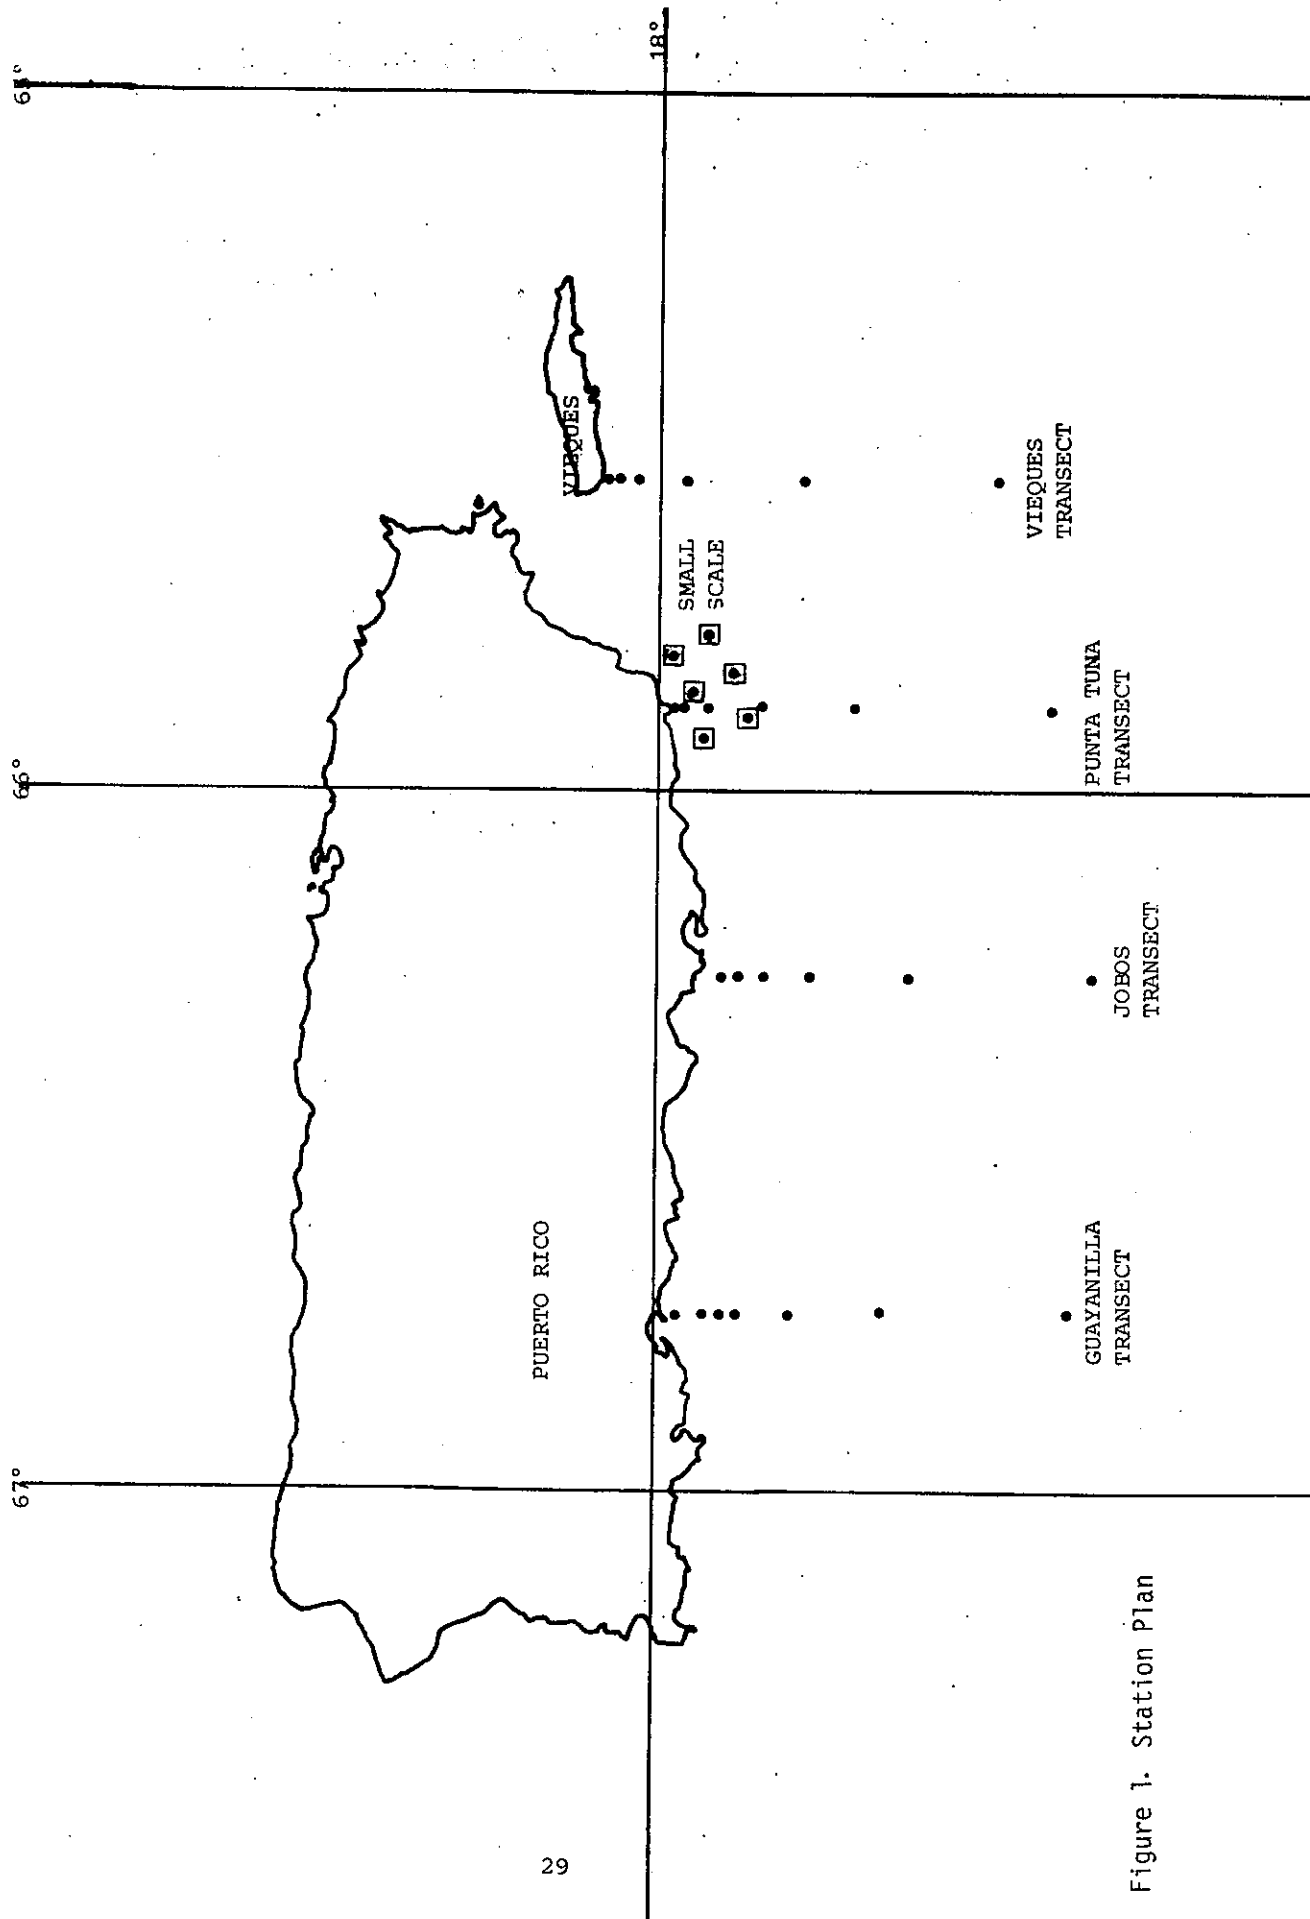 67°
66°
65°
18°
PUERTO RICO
VIEQUES
SMALL
SCALE
GUAYANILLA
TRANSECT
JOBOS
TRANSECT
PUNTA TUNA
TRANSECT
VIEQUES
TRANSECT
Figure 1. Station Plan
29